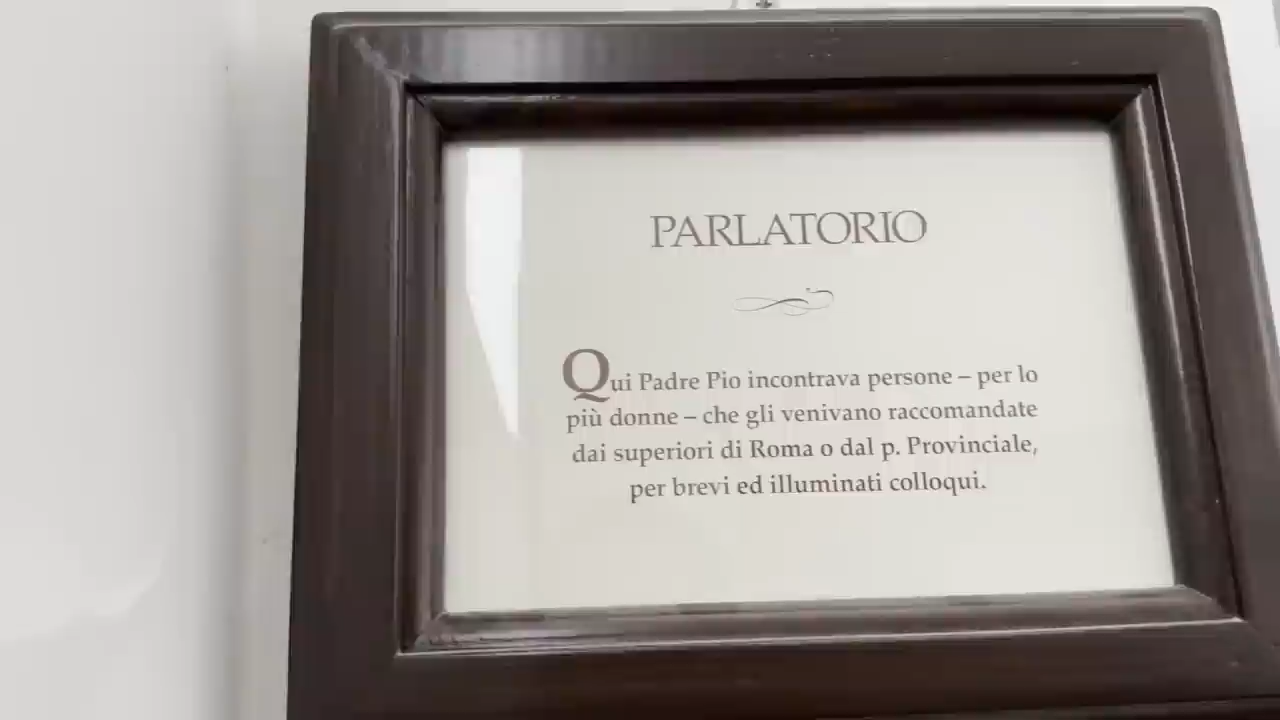 PARLATORIO
Qui Padre Pio incontrava persone – per lo
più donne – che gli venivano raccomandate
dai superiori di Roma o dal p. Provinciale,
per brevi ed illuminati colloqui.